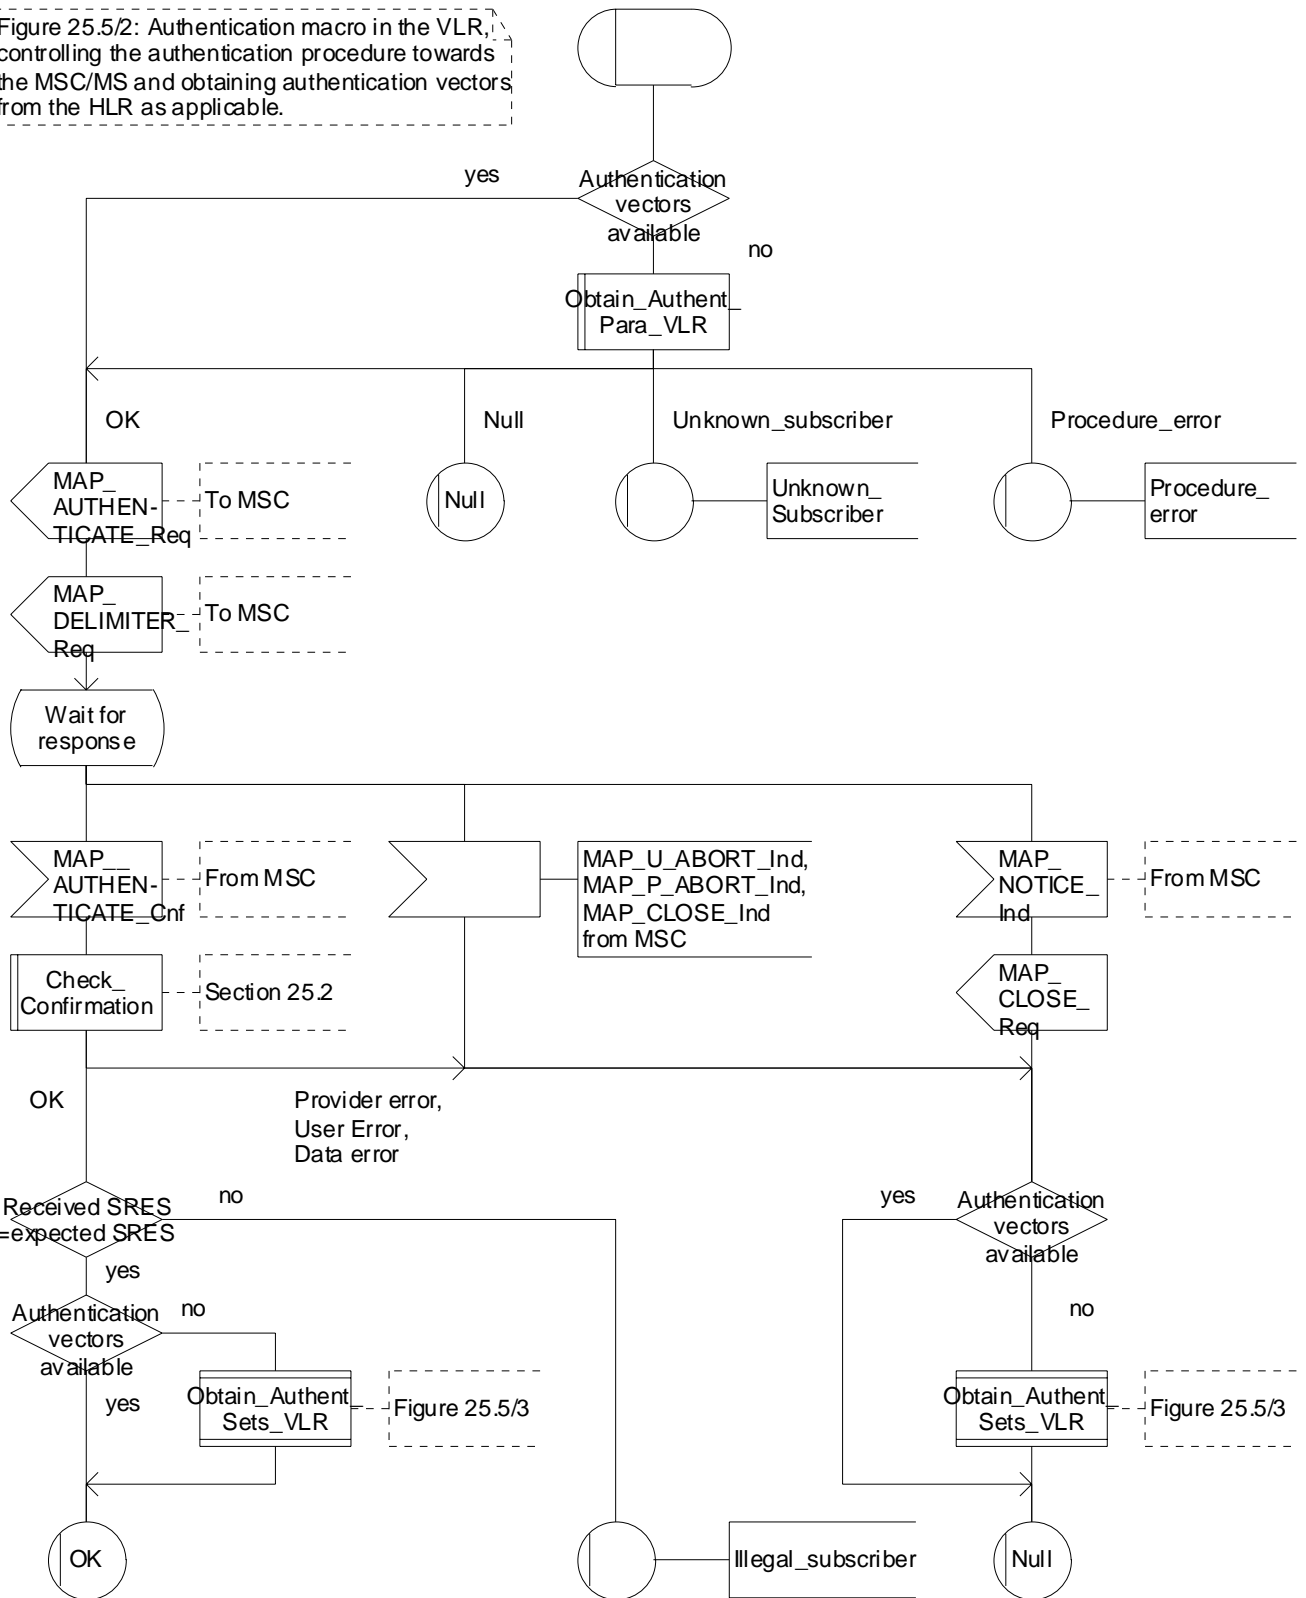 Figure 25.5/2: Authentication macro in the VLR,
controlling the authentication procedure towards
the MSC/MS and obtaining authentication vectors
from the HLR as applicable.
yes
Authentication
vectors
available
no
Obtain_Authent_
Para_VLR
OK
Null
Unknown_subscriber
Procedure_error
MAP_
AUTHEN-
TICATE_Req
To MSC
Null
Unknown_
Subscriber
Procedure_
error
MAP_
DELIMITER_
Req
To MSC
Wait for
response
MAP__
AUTHEN-
TICATE_Cnf
From MSC
MAP_U_ABORT_Ind,
MAP_P_ABORT_Ind,
MAP_CLOSE_Ind
from MSC
MAP_
NOTICE_
Ind
From MSC
Check_
Confirmation
Section 25.2
MAP_
CLOSE_
Req
OK
Provider error,
User Error,
Data error
Received SRES
=expected SRES
no
yes
yes
Authentication
vectors
available
no
Authentication
vectors
available
no
yes
Obtain_Authent_
Sets_VLR
Figure 25.5/3
Obtain_Authent_
Sets_VLR
Figure 25.5/3
OK
Illegal_subscriber
Null